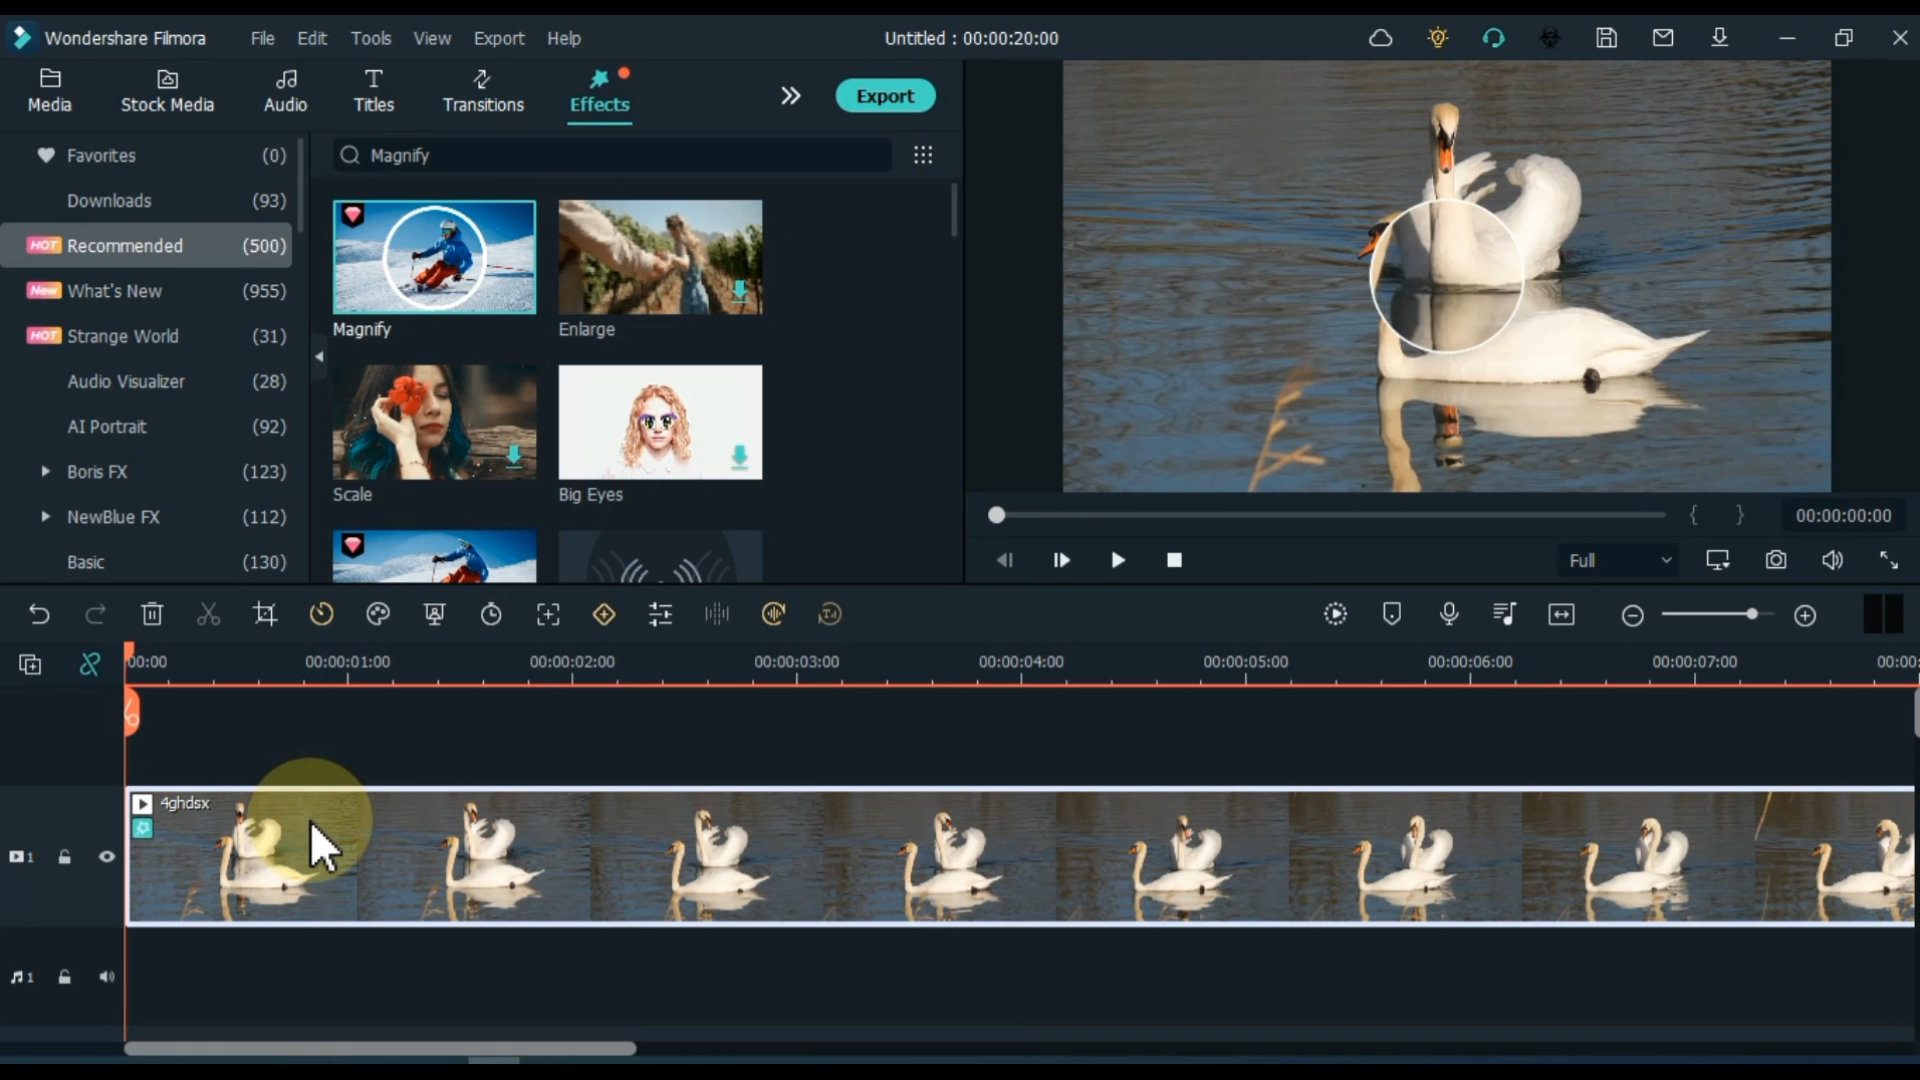 Wondershare Filmora
File Edit Tools View Export Help
Untitled : 00:00:20:00
Media Stock Media Audio Titles Transitions Effects
Export
Favorites (0)
Downloads (93)
HOT Recommended (500)
New What's New (955)
HOT Strange World (31)
Audio Visualizer (28)
AI Portrait (92)
Boris FX (123)
NewBlue FX (112)
Basic (130)
Magnify
Magnify Enlarge
Scale Big Eyes
{ } 00:00:00:00
Full
00:00 00:00:01:00 00:00:02:00 00:00:03:00 00:00:04:00 00:00:05:00 00:00:06:00 00:00:07:00 00:00:
4ghdsx
1
1